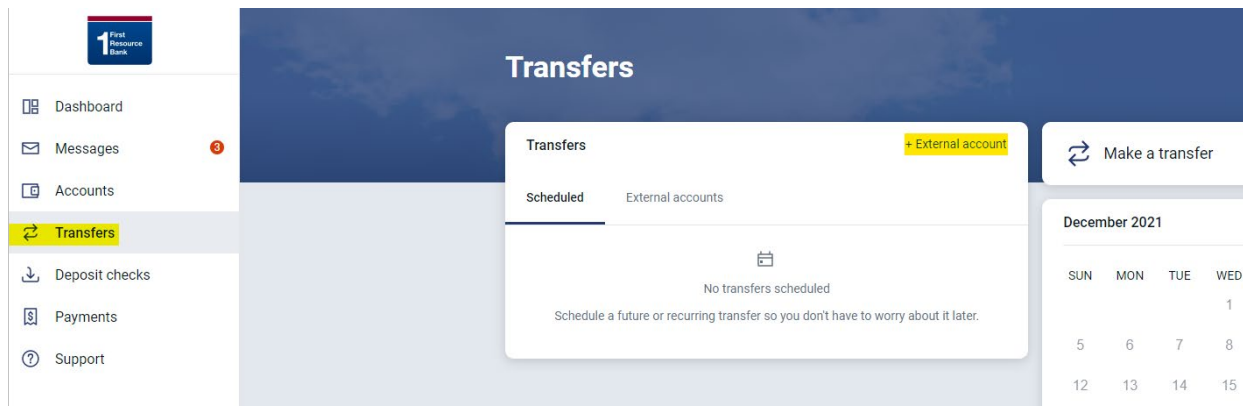 1 First
Resource
Bank
Dashboard
Messages 3
Accounts
Transfers
Deposit checks
Payments
Support
Transfers
Transfers + External account
Scheduled External accounts
No transfers scheduled
Schedule a future or recurring transfer so you don't have to worry about it later.
Make a transfer
December 2021
SUN MON TUE WED
1
5 6 7 8
12 13 14 15